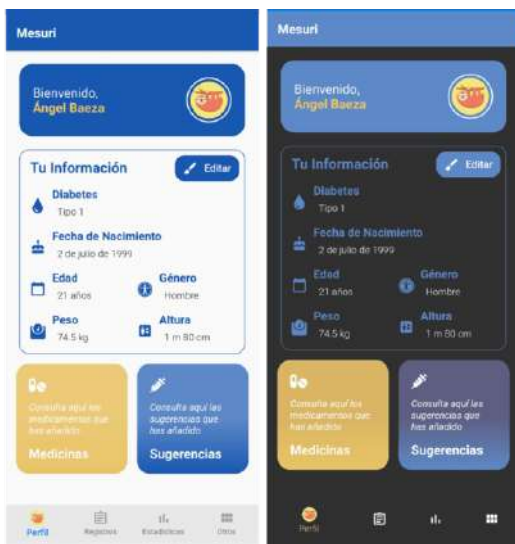 Mesuri
Bienvenido,
Ángel Baeza
Tu Información
Editar
Diabetes
Tipo 1
Fecha de Nacimiento
2 de julio de 1999
Edad
21 años
Género
Hombre
Peso
74.5 kg
Altura
1 m 80 cm
Consulta aquí los
medicamentos que
has añadido
Medicinas
Consulta aquí las
sugerencias que
has añadido
Sugerencias
Perfil
Registros
Estadísticas
Otros
Mesuri
Bienvenido,
Ángel Baeza
Tu Información
Editar
Diabetes
Tipo 1
Fecha de Nacimiento
2 de julio de 1999
Edad
21 años
Género
Hombre
Peso
74.5 kg
Altura
1 m 80 cm
Consulta aquí los
medicamentos que
has añadido
Medicinas
Consulta aquí las
sugerencias que
has añadido
Sugerencias
Perfil